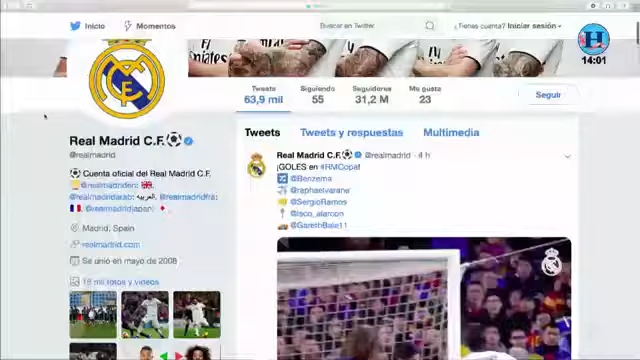 Inicio
Momentos
Buscar en Twitter
¿Tienes cuenta? Iniciar sesión
H
14:01
Fly
Emirates
Tweets
63,9 mil
Siguiendo
55
Seguidores
31,2 M
Me gusta
23
Seguir
Real Madrid C.F.⚽
@realmadrid
⚽ Cuenta oficial del Real Madrid C.F.
@realmadriden 🇬🇧
@realmadridarab العربية, @realmadridfra
🇫🇷, @realmadridjapan 🇯🇵.
Madrid, Spain
realmadrid.com
Se unió en mayo de 2008
19 mil fotos y videos
Tweets
Tweets y respuestas
Multimedia
Real Madrid C.F.⚽ @realmadrid · 4 h
¡GOLES en #RMCopa!
@Benzema
@raphaelvarane
@SergioRamos
@isco_alarcon
@GarethBale11